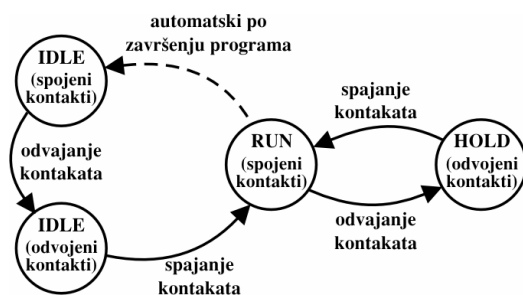 automatski po
završenju programa
IDLE
(spojeni
kontakti)
spajanje
kontakata
RUN
(spojeni
kontakti)
HOLD
(odvojeni
kontakti)
odvajanje
kontakata
IDLE
(odvojeni
kontakti)
odvajanje
kontakata
spajanje
kontakata